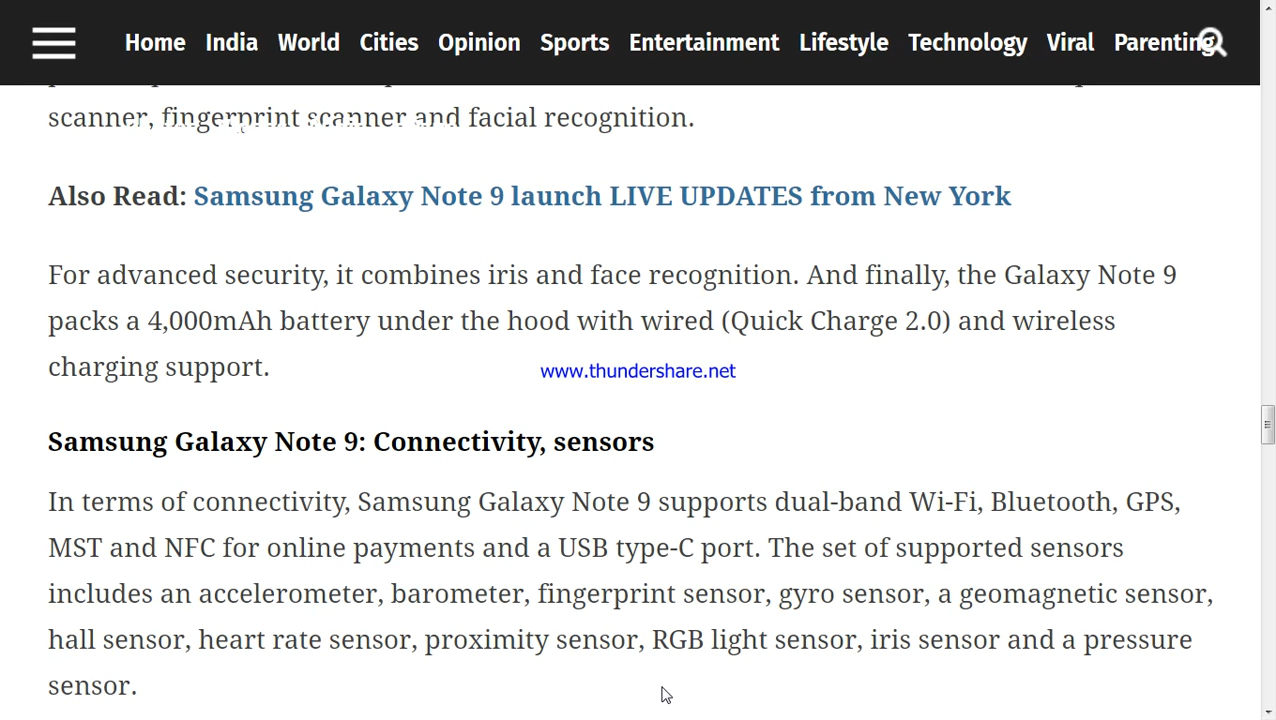 Home India World Cities Opinion Sports Entertainment Lifestyle Technology Viral Parenting
scanner, fingerprint scanner and facial recognition.
Also Read: Samsung Galaxy Note 9 launch LIVE UPDATES from New York
For advanced security, it combines iris and face recognition. And finally, the Galaxy Note 9
packs a 4,000mAh battery under the hood with wired (Quick Charge 2.0) and wireless
charging support.
www.thundershare.net
Samsung Galaxy Note 9: Connectivity, sensors
In terms of connectivity, Samsung Galaxy Note 9 supports dual-band Wi-Fi, Bluetooth, GPS,
MST and NFC for online payments and a USB type-C port. The set of supported sensors
includes an accelerometer, barometer, fingerprint sensor, gyro sensor, a geomagnetic sensor,
hall sensor, heart rate sensor, proximity sensor, RGB light sensor, iris sensor and a pressure
sensor.